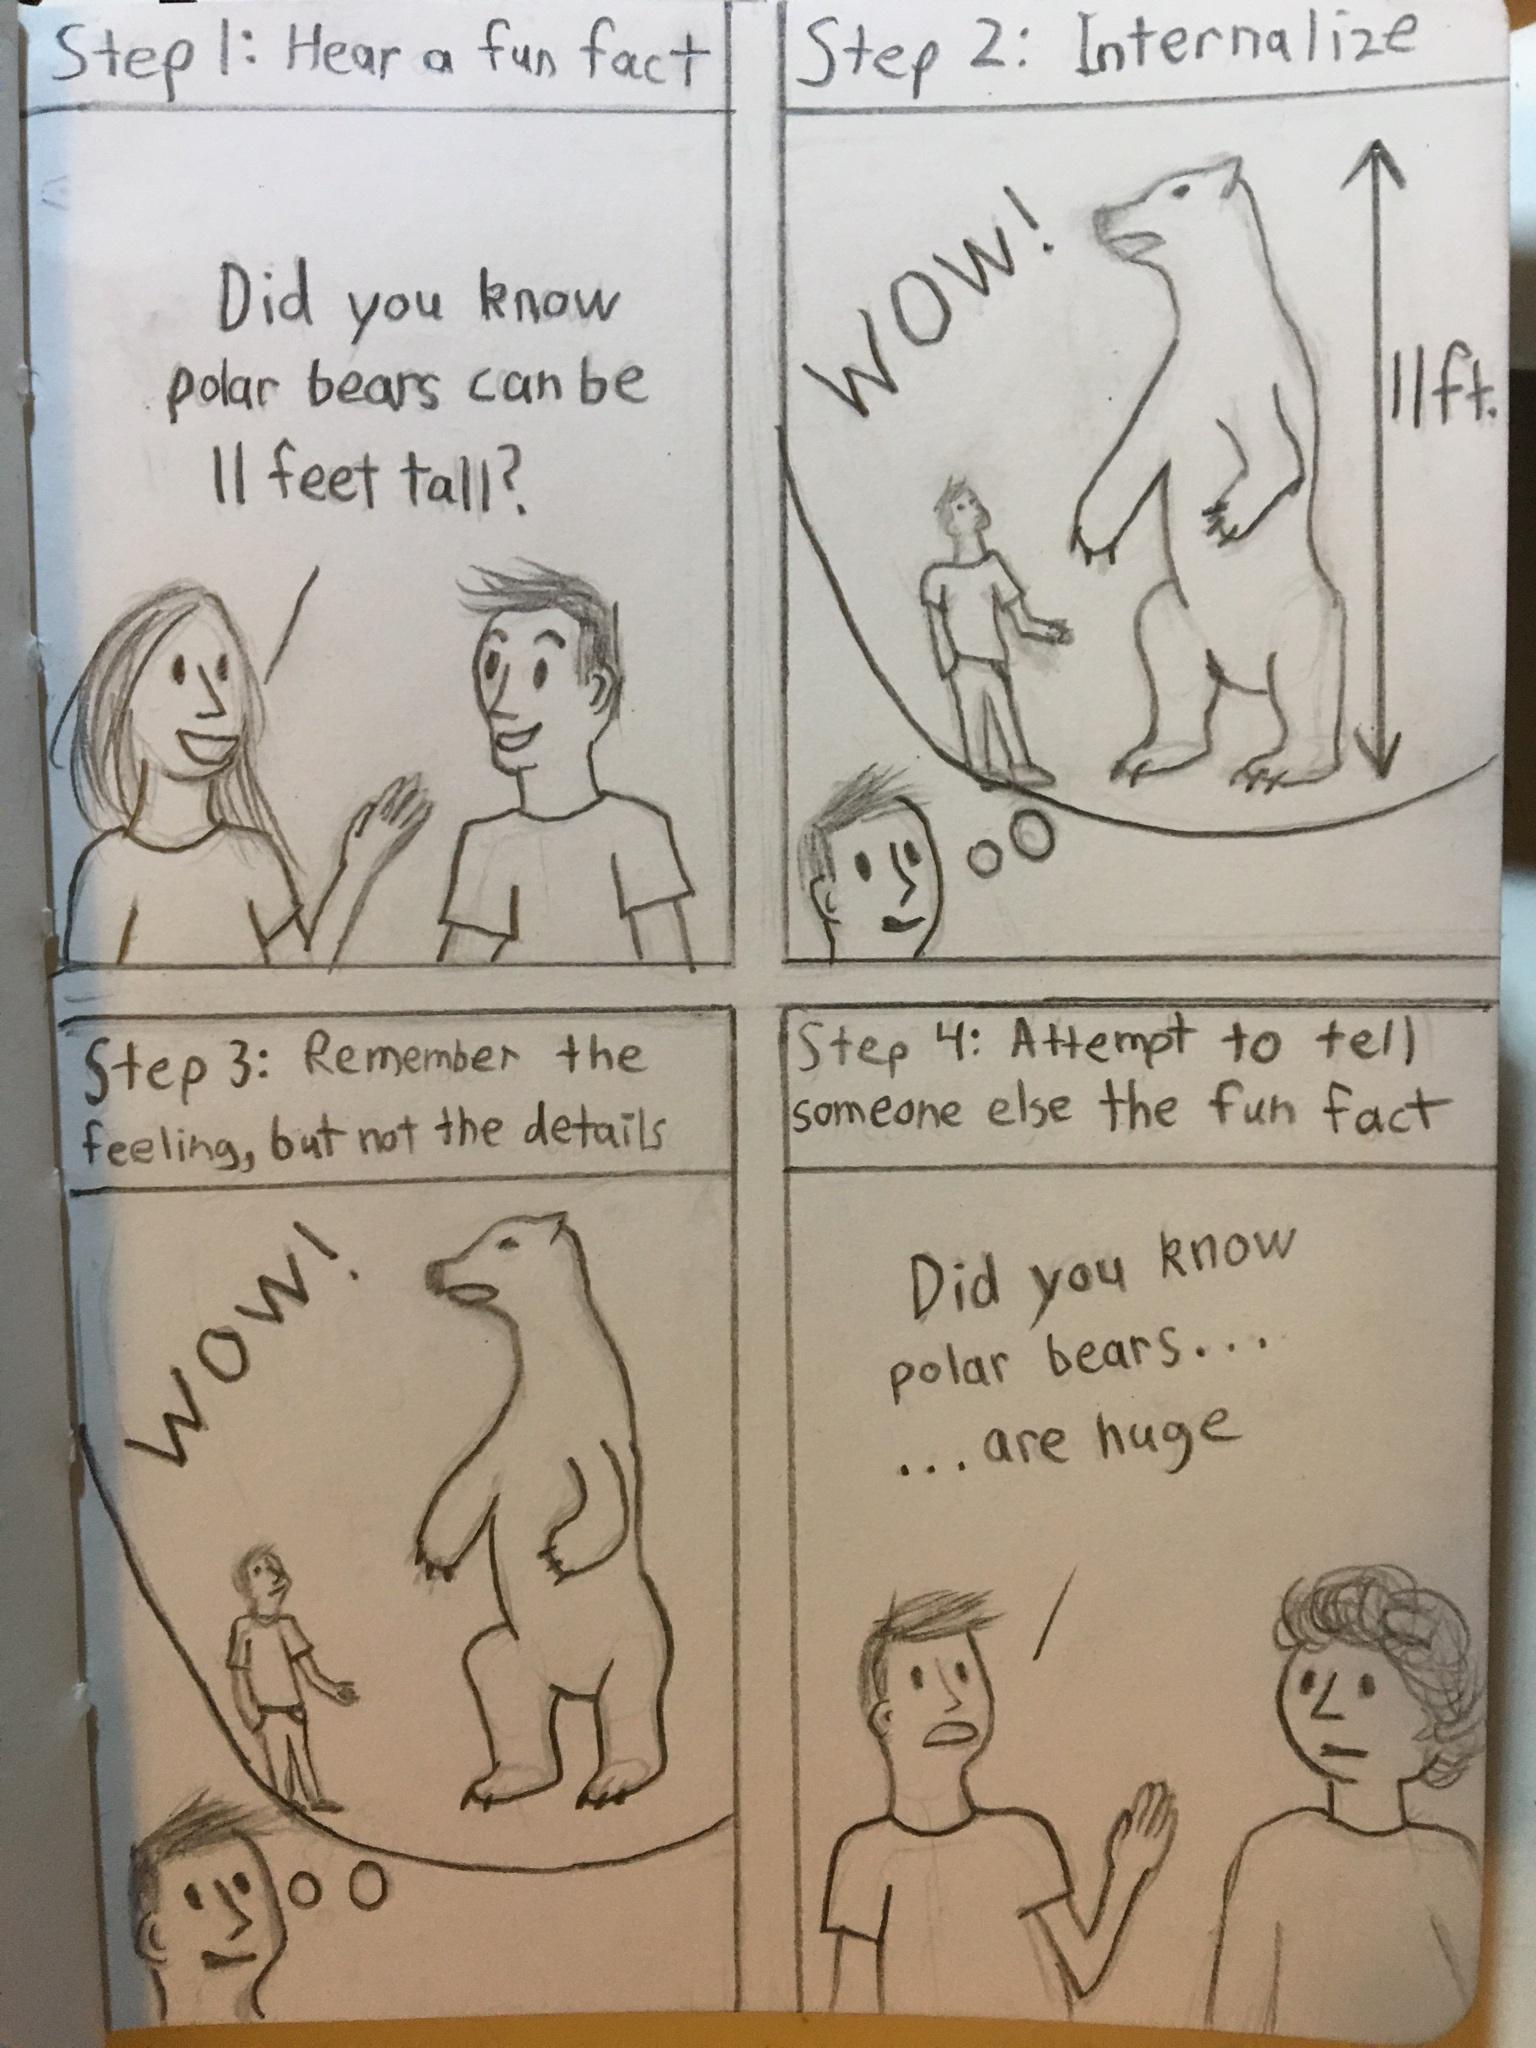 Step 1: Hear a fun fact
Did you know
polar bears can be
11 feet tall?
Step 2: Internalize
WOW!
11ft.
Step 3: Remember the
feeling, but not the details
WOW!
Step 4: Attempt to tell
someone else the fun fact
Did you know
polar bears...
...are huge